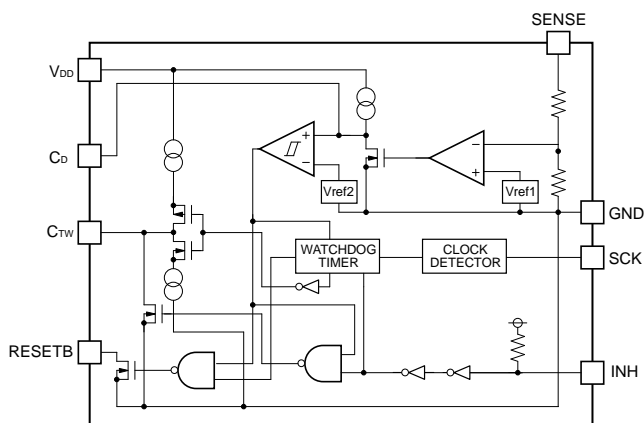 SENSE
VDD
CD
+
−
−
+
Vref2
Vref1
GND
CTW
WATCHDOG
TIMER
CLOCK
DETECTOR
SCK
RESETB
INH